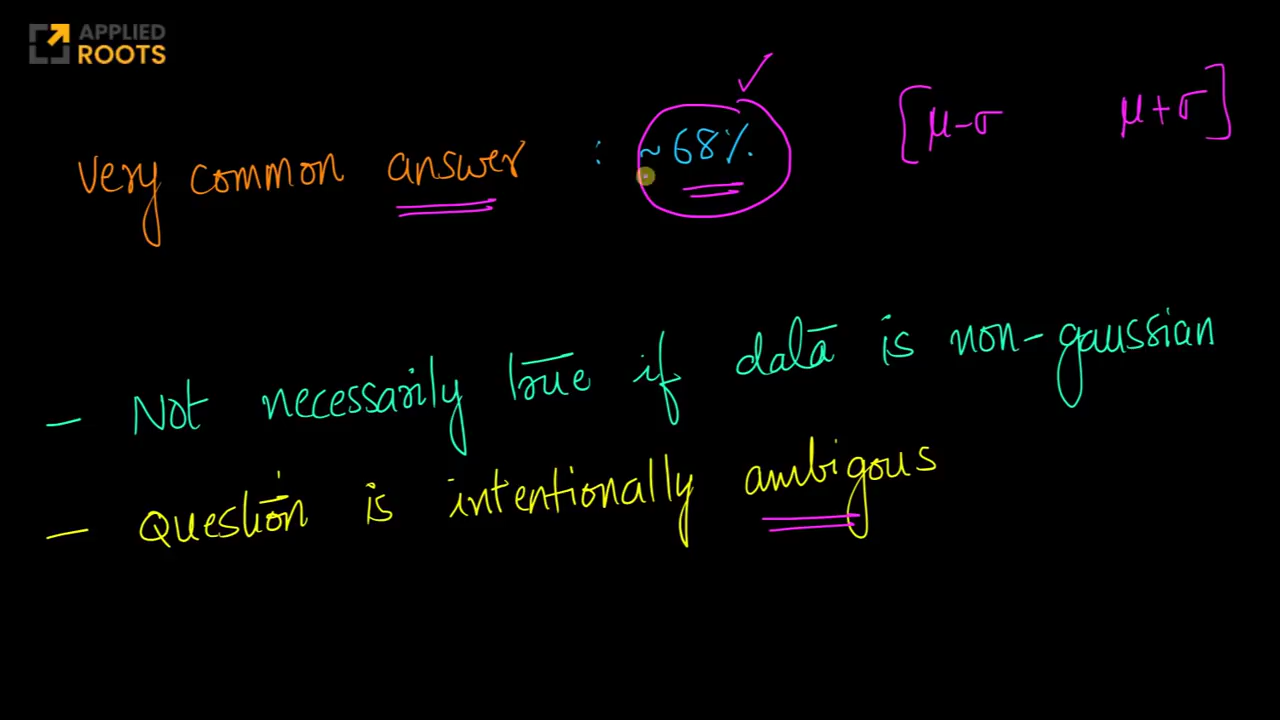 APPLIED
ROOTS
Very common answer : ~ 68% ✓ [μ-σ μ+σ]
- Not necessarily true if data is non-gaussian
- Question is intentionally ambigous